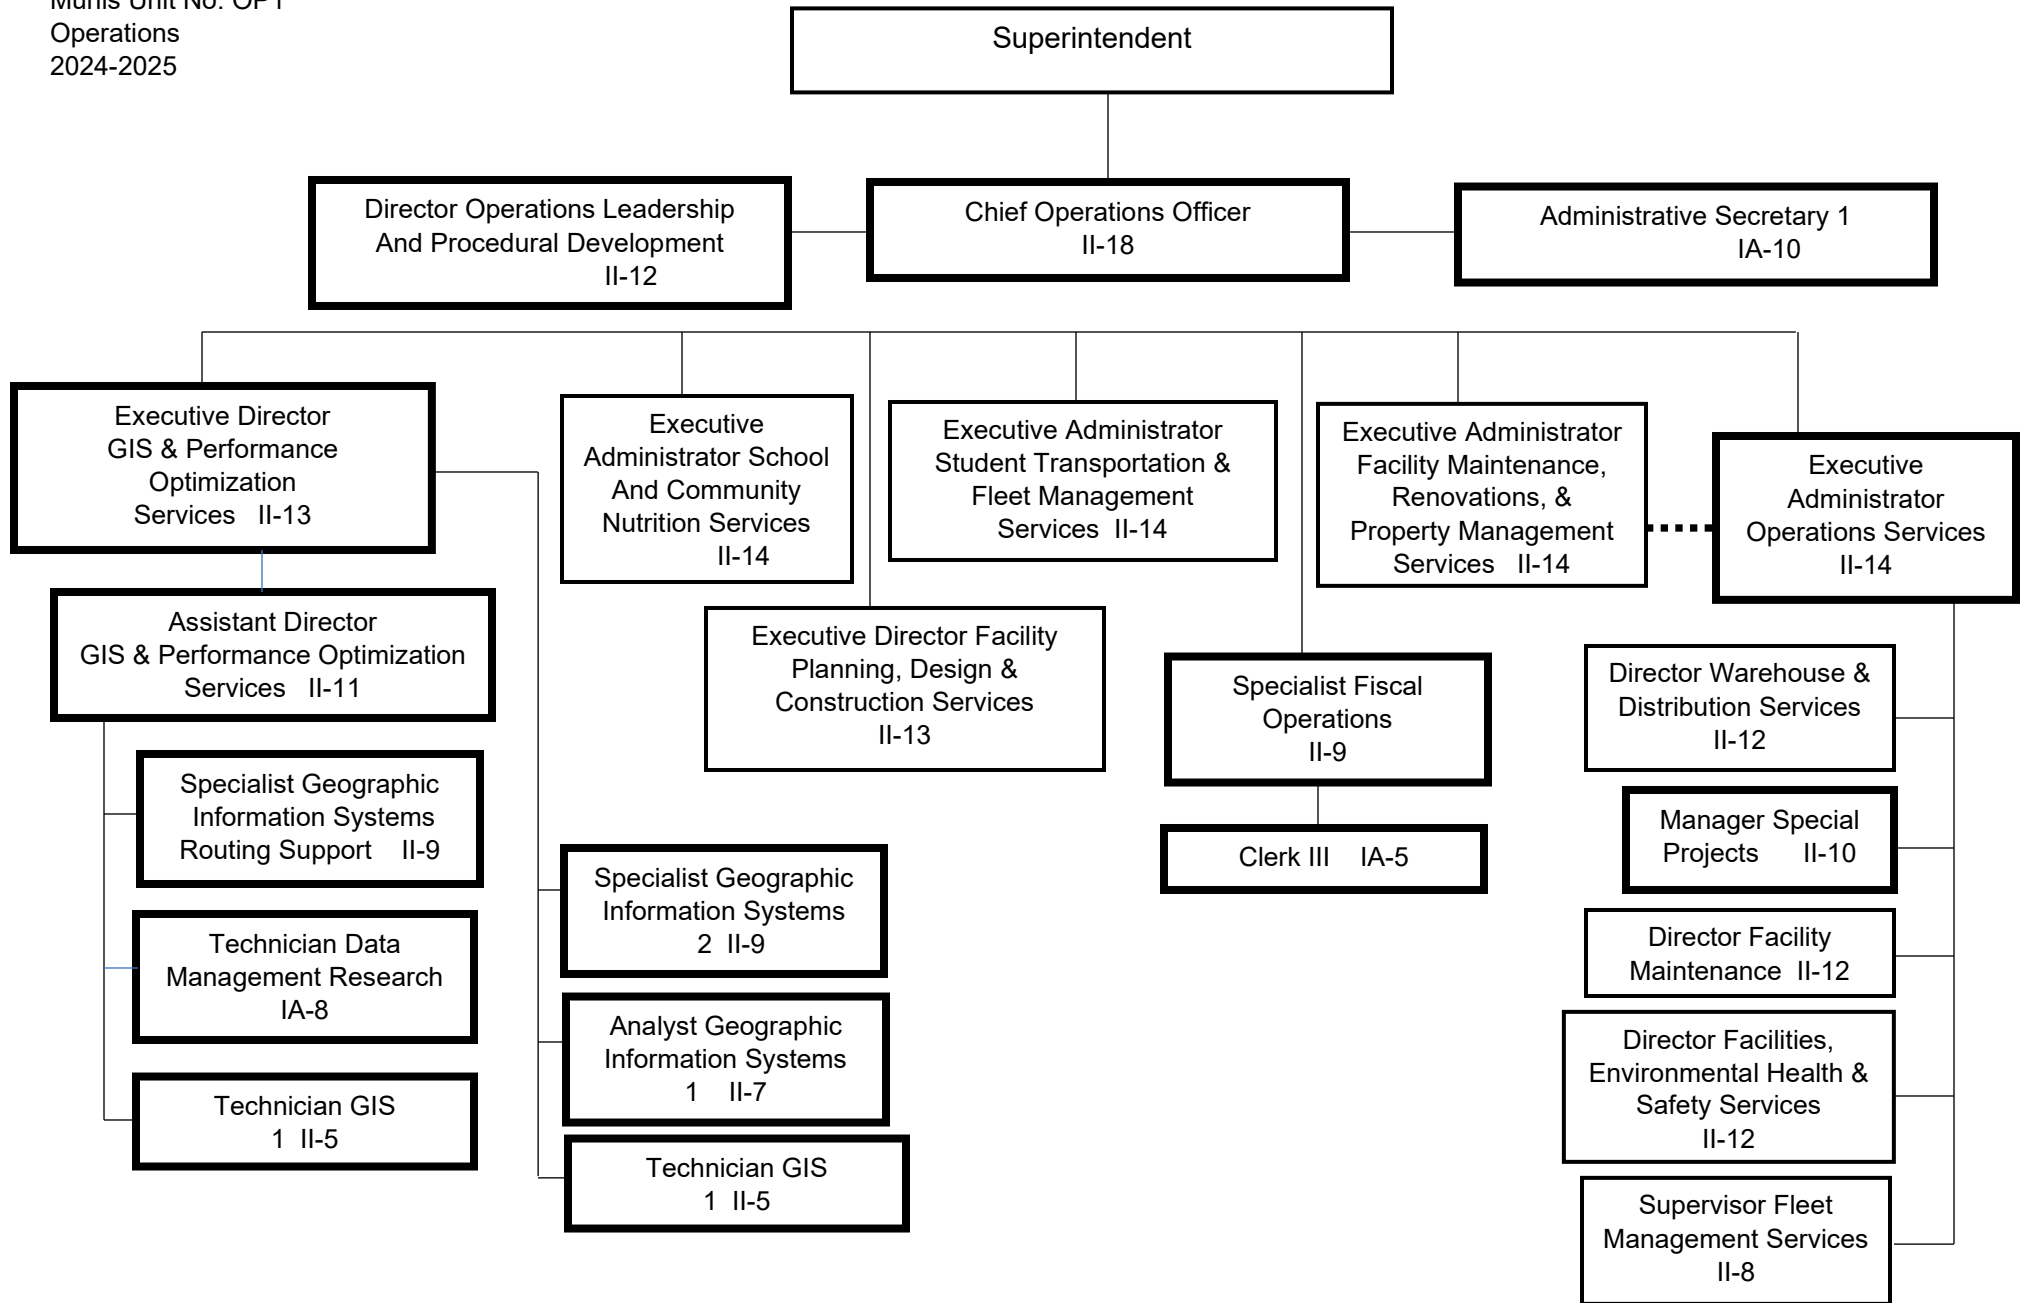 Munis Unit No. OP1
Operations
2024-2025
Superintendent
Director Operations Leadership
And Procedural Development
II-12
Chief Operations Officer
II-18
Administrative Secretary 1
IA-10
Executive Director
GIS & Performance
Optimization
Services II-13
Executive
Administrator School
And Community
Nutrition Services
II-14
Executive Administrator
Student Transportation &
Fleet Management
Services II-14
Executive Administrator
Facility Maintenance,
Renovations, &
Property Management
Services II-14
Executive
Administrator
Operations Services
II-14
Assistant Director
GIS & Performance Optimization
Services II-11
Executive Director Facility
Planning, Design &
Construction Services
II-13
Specialist Fiscal
Operations
II-9
Clerk III IA-5
Specialist Geographic
Information Systems
Routing Support II-9
Technician Data
Management Research
IA-8
Technician GIS
1 II-5
Specialist Geographic
Information Systems
2 II-9
Analyst Geographic
Information Systems
1 II-7
Technician GIS
1 II-5
Director Warehouse &
Distribution Services
II-12
Manager Special
Projects II-10
Director Facility
Maintenance II-12
Director Facilities,
Environmental Health &
Safety Services
II-12
Supervisor Fleet
Management Services
II-8